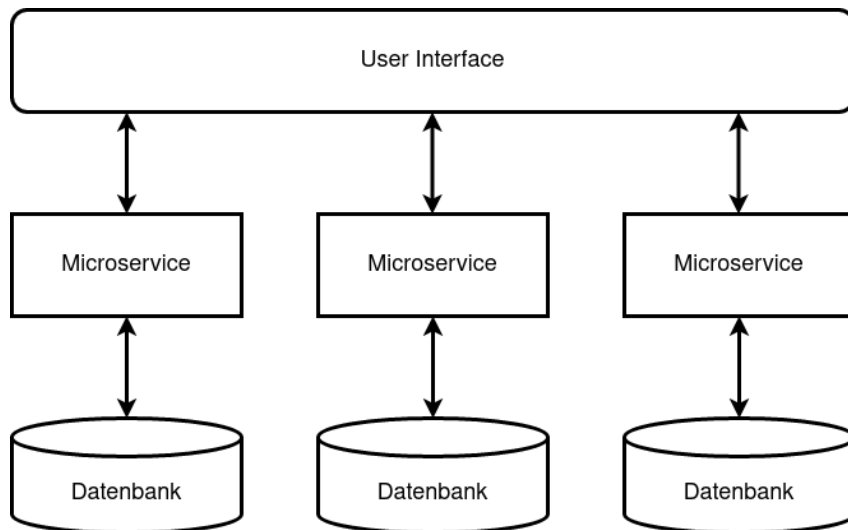 User Interface
Microservice
Microservice
Microservice
Datenbank
Datenbank
Datenbank